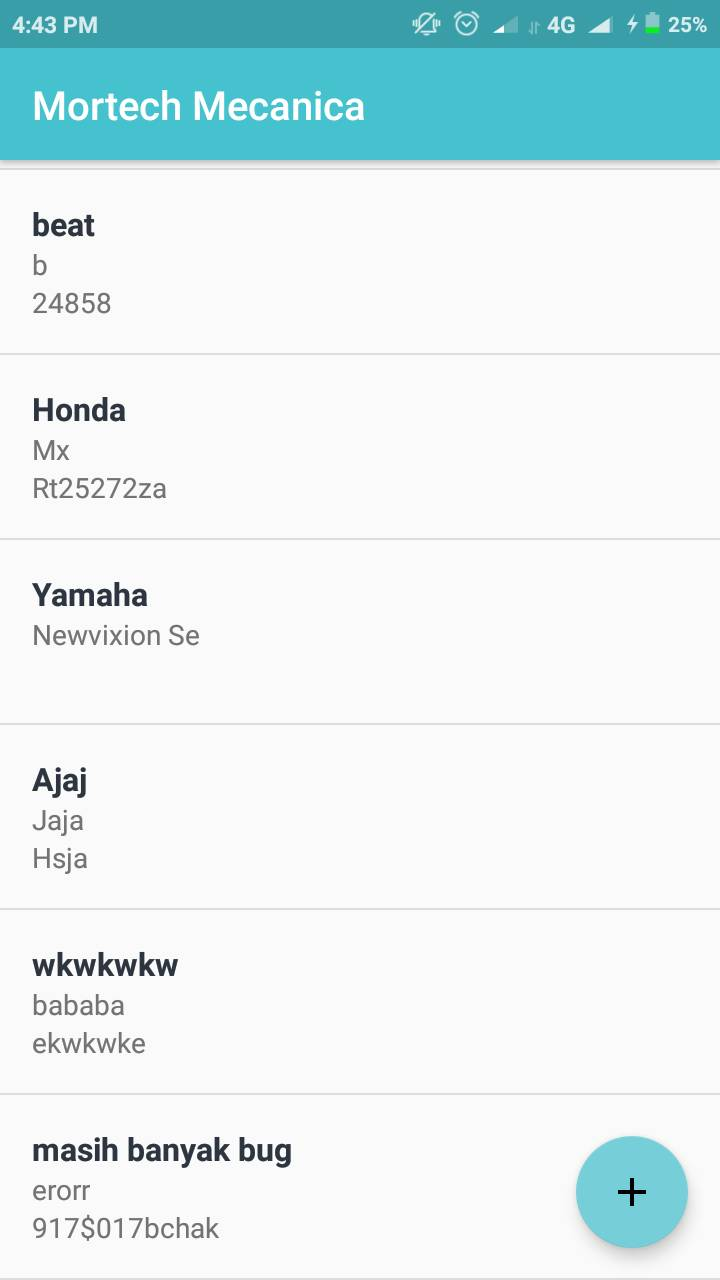 4:43 PM 4G 25%
Mortech Mecanica
beat
b
24858
Honda
Mx
Rt25272za
Yamaha
Newvixion Se
Ajaj
Jaja
Hsja
wkwkwkw
bababa
ekwkwke
masih banyak bug
erorr
917$017bchak